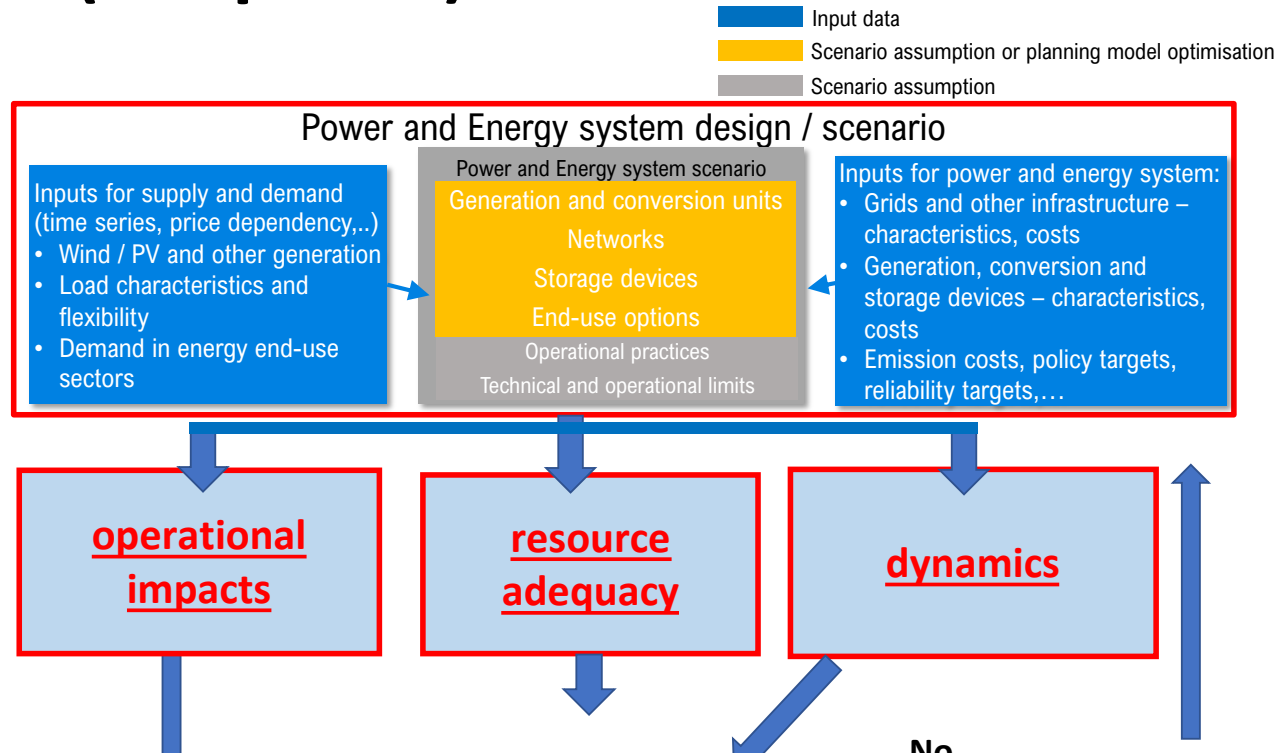 Input data
Scenario assumption or planning model optimisation
Scenario assumption
Power and Energy system design / scenario
Inputs for supply and demand
(time series, price dependency,..)
• Wind / PV and other generation
• Load characteristics and
flexibility
• Demand in energy end-use
sectors
Power and Energy system scenario
Generation and conversion units
Networks
Storage devices
End-use options
Operational practices
Technical and operational limits
Inputs for power and energy system:
• Grids and other infrastructure –
characteristics, costs
• Generation, conversion and
storage devices – characteristics,
costs
• Emission costs, policy targets,
reliability targets,…
operational
impacts
resource
adequacy
dynamics
No